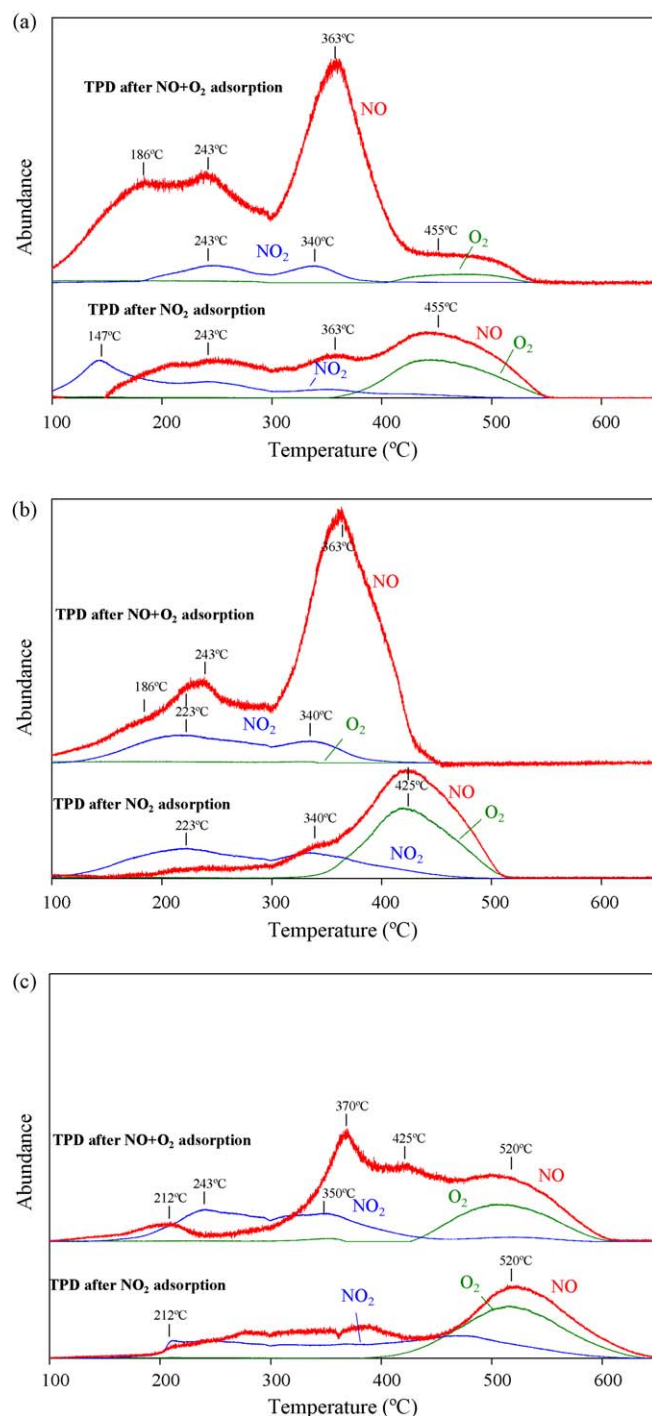 (a)
363ºC
TPD after NO+O₂ adsorption
NO
186ºC
243ºC
Abundance
243ºC
NO₂
340ºC
455ºC
O₂
TPD after NO₂ adsorption
147ºC
243ºC
363ºC
455ºC
NO
NO₂
O₂
100 200 300 400 500 600
Temperature (ºC)
(b)
363ºC
NO
TPD after NO+O₂ adsorption
243ºC
Abundance
186ºC
223ºC
NO₂
340ºC
O₂
TPD after NO₂ adsorption
425ºC
NO
223ºC
340ºC
O₂
NO₂
100 200 300 400 500 600
Temperature (ºC)
(c)
370ºC
TPD after NO+O₂ adsorption
425ºC
520ºC
Abundance
212ºC
243ºC
350ºC
NO₂
O₂
NO
520ºC
TPD after NO₂ adsorption
212ºC
NO₂
O₂
NO
100 200 300 400 500 600
Temperature (ºC)